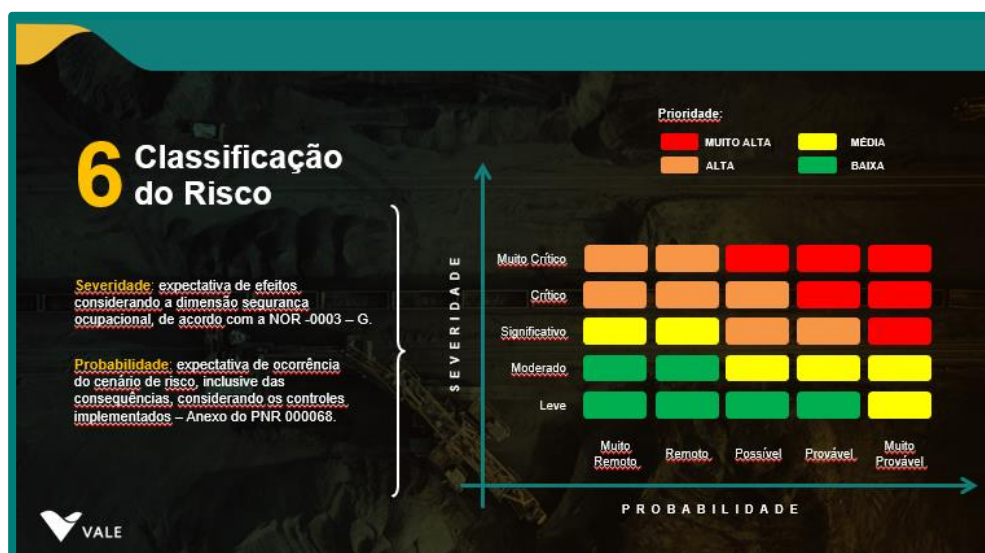 6 Classificação
do Risco
Severidade: expectativa de efeitos
considerando a dimensão segurança
ocupacional, de acordo com a NOR -0003 – G.
Probabilidade: expectativa de ocorrência
do cenário de risco, inclusive das
consequências, considerando os controles
implementados – Anexo do PNR 000068.
Prioridade:
MUITO ALTA
MÉDIA
ALTA
BAIXA
SEVERIDADE
Muito Crítico
Crítico
Significativo
Moderado
Leve
Muito
Remoto
Remoto
Possível
Provável
Muito
Provável
PROBABILIDADE
VALE